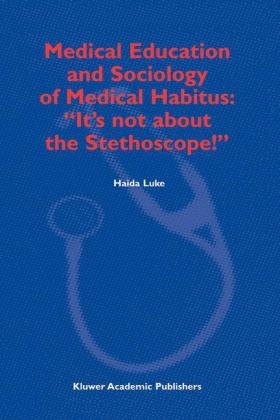 Medical Education
and Sociology
of Medical Habitus:
“It’s not about
the Stethoscope!”
Haida Luke
Kluwer Academic Publishers